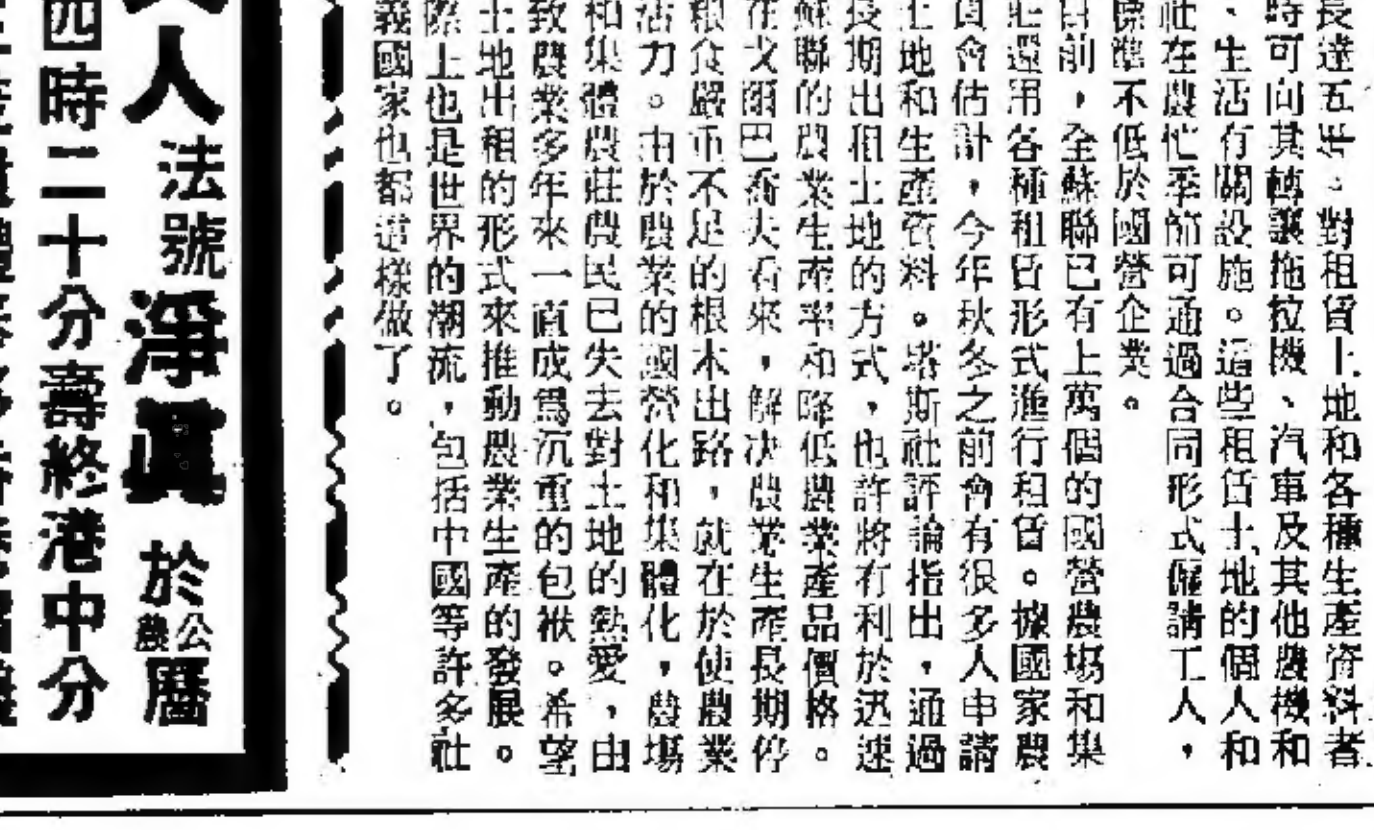 長達五年。對租賃土地和各種生產資料者
時可向其轉讓拖拉機、汽車及其他農機和
、生活有關設施。這些租賃土地的個人和
社在農忙季節可通過合同形式僱請工人,
標準不低於國營企業。
目前,全蘇聯已有上萬個的國營農場和集
莊還用各種租賃形式進行租賃。據國家農
員會估計,今年秋冬之前會有很多人申請
土地和生產資料。塔斯社評論指出,通過
長期出租土地的方式,也許將有利於迅速
蘇聯的農業生產率和降低農業產品價格。
在戈爾巴喬夫看來,解决農業生產長期停
糧食嚴重不足的根本出路,就在於使農業
活力。由於農業的國營化和集體化,農場
和集體農莊農民已失去對土地的熱愛,由
致農業多年來一直成爲沉重的包袱。希望
土地出租的形式來推動農業生產的發展。
際上也是世界的潮流,包括中國等許多社
義國家也都這樣做了。
人法號淨眞於公農曆
四時二十分壽終港中分